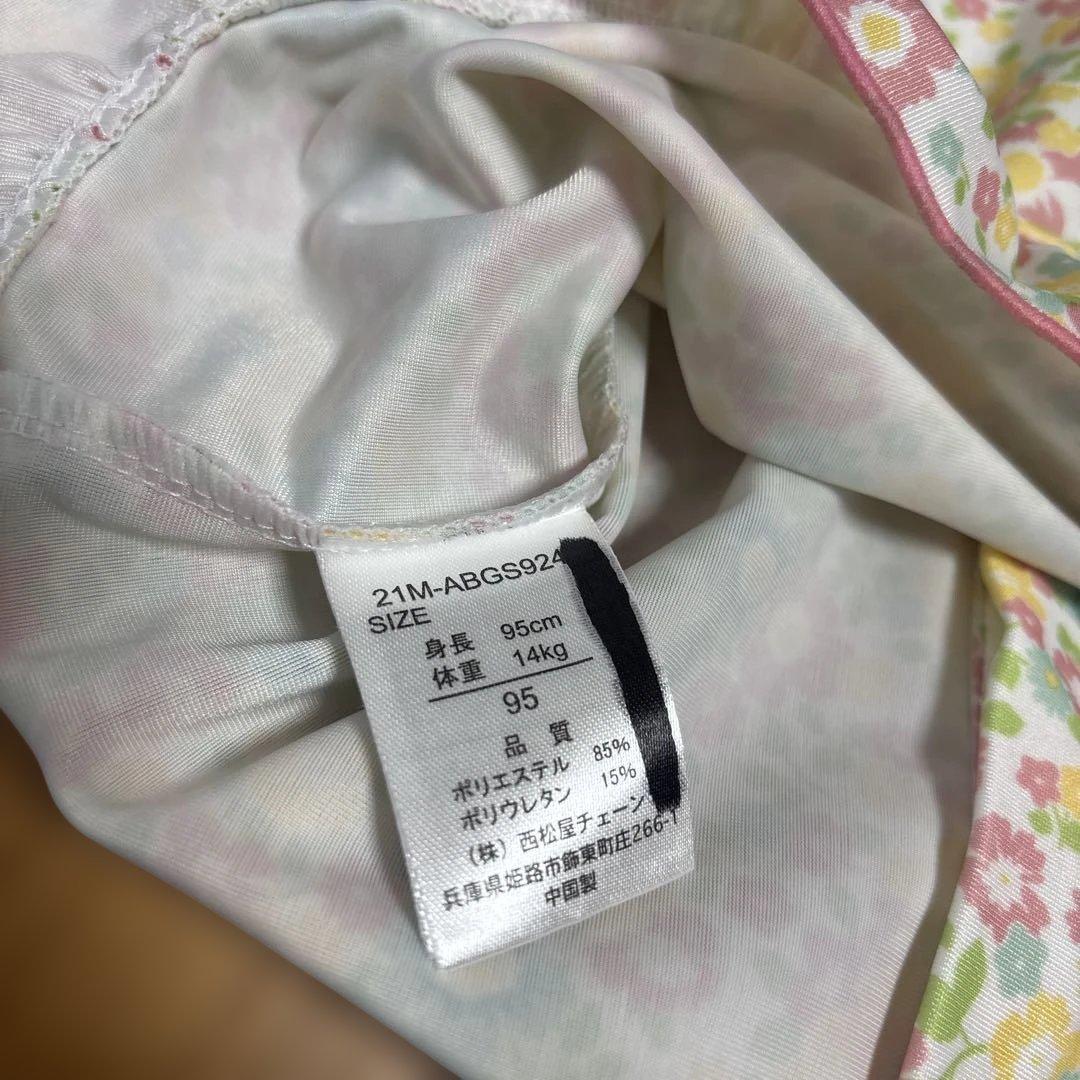 21M-ABGS924
SIZE
身長 95cm
体重 14kg
95
品 質
ポリエステル 85%
ポリウレタン 15%
(株) 西松屋チェーン
兵庫県姫路市飾東町庄266-1
中国製